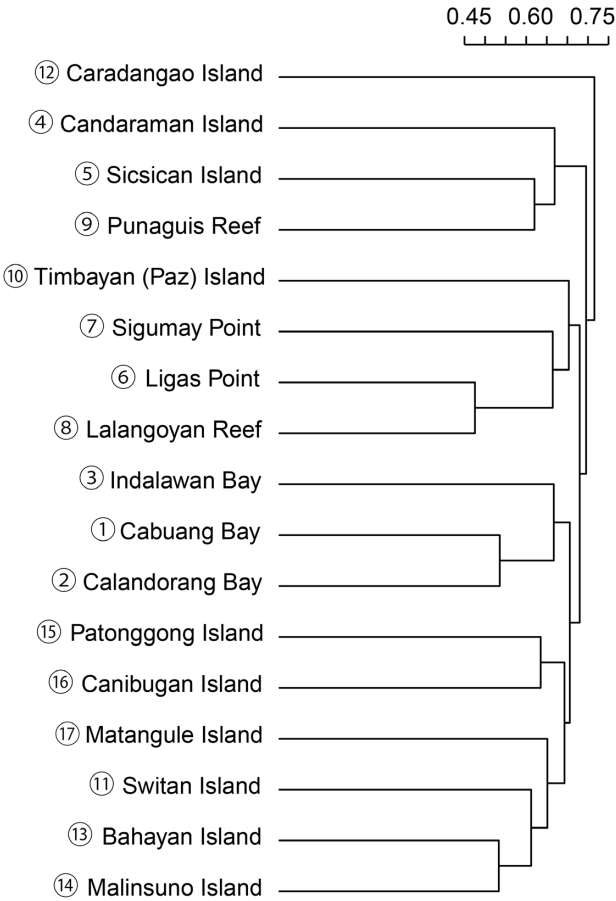 0.45 0.60 0.75
⑫ Caradangao Island
④ Candaraman Island
⑤ Sicsican Island
⑨ Punaguis Reef
⑩ Timbayan (Paz) Island
⑦ Sigumay Point
⑥ Ligas Point
⑧ Lalangoyan Reef
③ Indalawan Bay
① Cabuang Bay
② Calandorang Bay
⑮ Patonggong Island
⑯ Canibugan Island
⑰ Matangule Island
⑪ Switan Island
⑬ Bahayan Island
⑭ Malinsuno Island